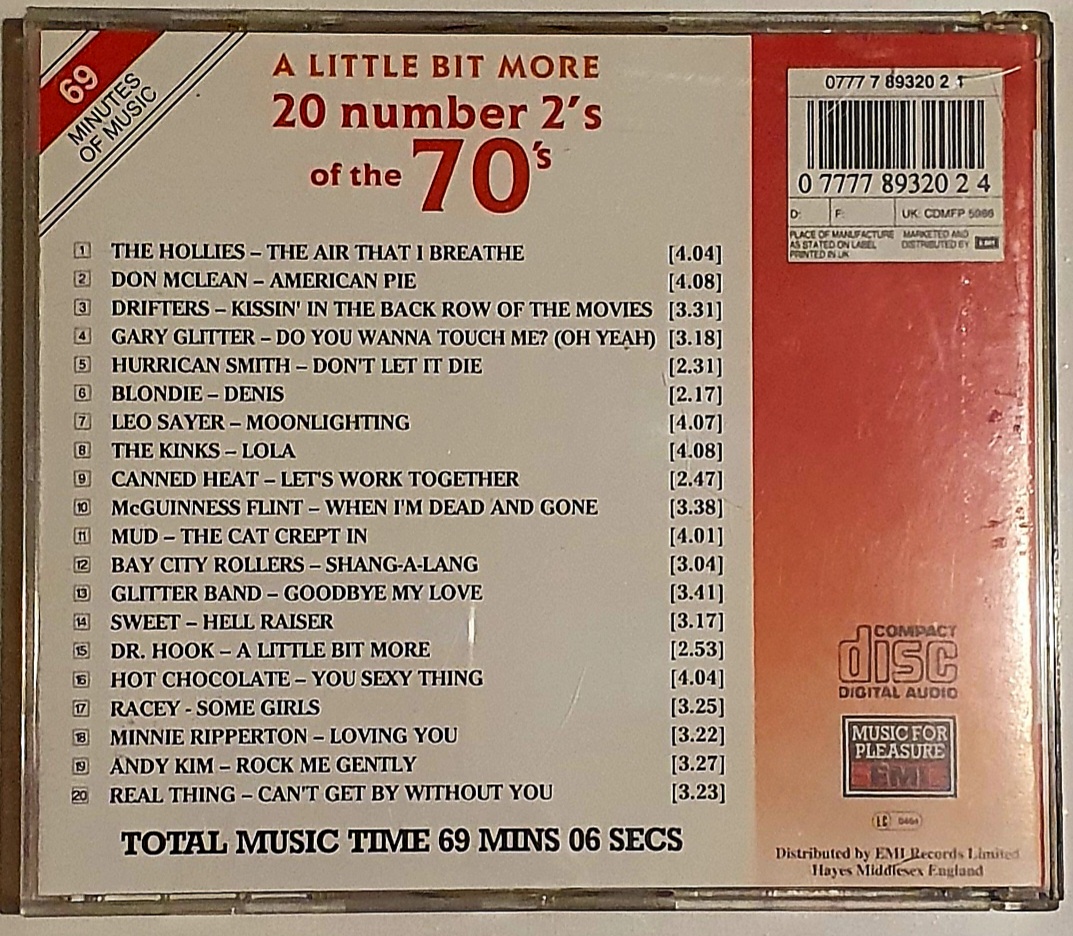 69
MINUTES
OF MUSIC
A LITTLE BIT MORE
20 number 2's
of the 70's
1 THE HOLLIES – THE AIR THAT I BREATHE [4.04]
2 DON MCLEAN – AMERICAN PIE [4.08]
3 DRIFTERS – KISSIN' IN THE BACK ROW OF THE MOVIES [3.31]
4 GARY GLITTER – DO YOU WANNA TOUCH ME? (OH YEAH) [3.18]
5 HURRICAN SMITH – DON'T LET IT DIE [2.31]
6 BLONDIE – DENIS [2.17]
7 LEO SAYER – MOONLIGHTING [4.07]
8 THE KINKS – LOLA [4.08]
9 CANNED HEAT – LET'S WORK TOGETHER [2.47]
10 McGUINNESS FLINT – WHEN I'M DEAD AND GONE [3.38]
11 MUD – THE CAT CREPT IN [4.01]
12 BAY CITY ROLLERS – SHANG-A-LANG [3.04]
13 GLITTER BAND – GOODBYE MY LOVE [3.41]
14 SWEET – HELL RAISER [3.17]
15 DR. HOOK – A LITTLE BIT MORE [2.53]
16 HOT CHOCOLATE – YOU SEXY THING [4.04]
17 RACEY - SOME GIRLS [3.25]
18 MINNIE RIPPERTON – LOVING YOU [3.22]
19 ANDY KIM – ROCK ME GENTLY [3.27]
20 REAL THING – CAN'T GET BY WITHOUT YOU [3.23]
TOTAL MUSIC TIME 69 MINS 06 SECS
0777 7 89320 2 1
0 7777 89320 2 4
D: F: UK: CDMFP
PLACE OF MANUFACTURE
AS STATED ON LABEL
PRINTED IN UK
MARKETED AND
DISTRIBUTED BY EMI
COMPACT
disc
DIGITAL AUDIO
MUSIC FOR
PLEASURE
EMI
LC
Distributed by EMI Records Limited
Hayes Middlesex England